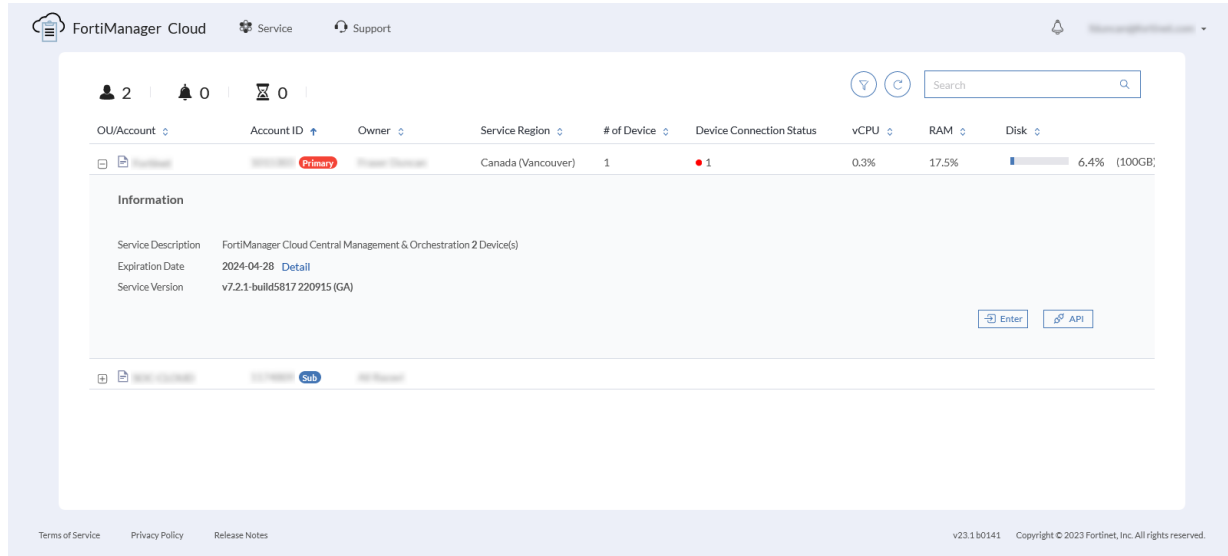 FortiManager Cloud Service Support
2 0 0 Search
OU/Account Account ID Owner Service Region # of Device Device Connection Status vCPU RAM Disk
Primary Canada (Vancouver) 1 1 0.3% 17.5% 6.4% (100GB)
Information
Service Description FortiManager Cloud Central Management & Orchestration 2 Device(s)
Expiration Date 2024-04-28 Detail
Service Version v7.2.1-build5817 220915 (GA)
Enter API
Sub
Terms of Service Privacy Policy Release Notes v23.1 b0141 Copyright © 2023 Fortinet, Inc. All rights reserved.